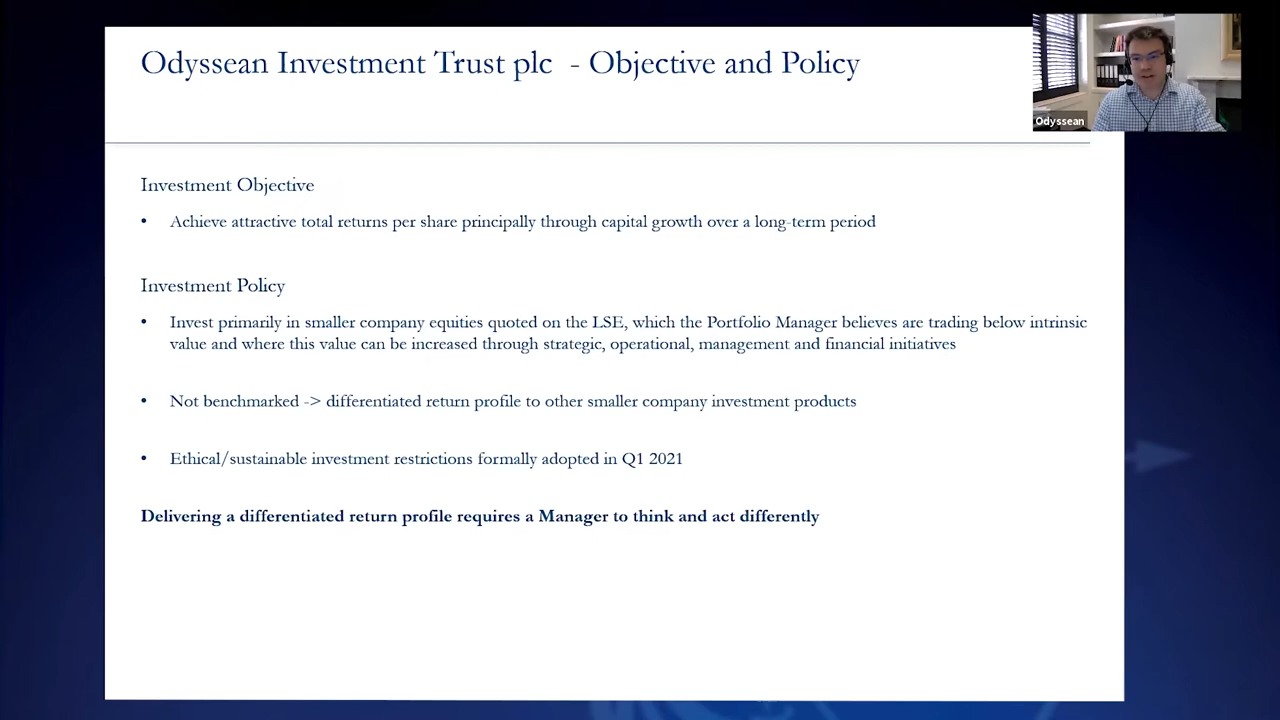 Odyssean Investment Trust plc - Objective and Policy
Odyssean
Investment Objective
• Achieve attractive total returns per share principally through capital growth over a long-term period
Investment Policy
• Invest primarily in smaller company equities quoted on the LSE, which the Portfolio Manager believes are trading below intrinsic
value and where this value can be increased through strategic, operational, management and financial initiatives
• Not benchmarked -> differentiated return profile to other smaller company investment products
• Ethical/sustainable investment restrictions formally adopted in Q1 2021
Delivering a differentiated return profile requires a Manager to think and act differently